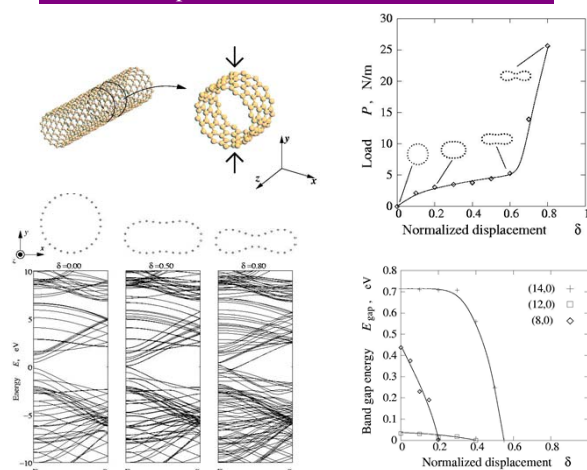 y
z
x
y
z
x
δ=0.00
δ=0.50
δ=0.80
Energy E, eV
10
5
0
−5
−10
Load P, N/m
30
25
20
15
10
5
0
0 0.2 0.4 0.6 0.8 1
Normalized displacement δ
Band gap energy E gap, eV
0.8
0.7
0.6
0.5
0.4
0.3
0.2
0.1
0
(14,0)
(12,0)
(8,0)
0 0.2 0.4 0.6 0.8 1
Normalized displacement δ